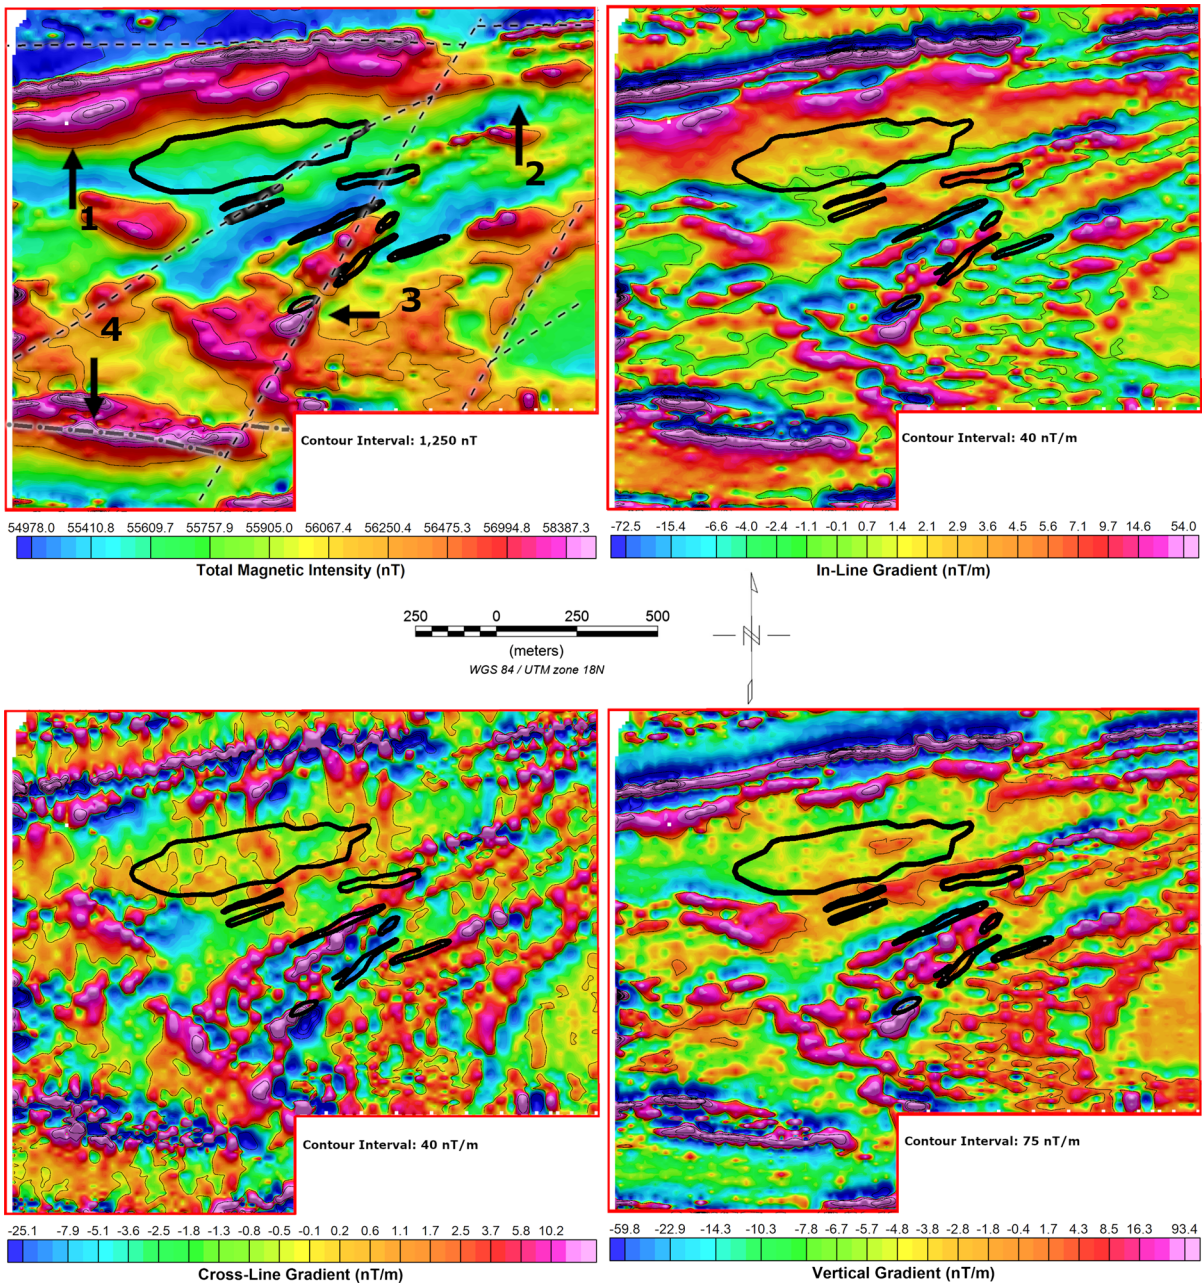 1
2
3
4
Contour Interval: 1,250 nT
Contour Interval: 40 nT/m
54978.0 55410.8 55609.7 55757.9 55905.0 56067.4 56250.4 56475.3 56994.8 58387.3
Total Magnetic Intensity (nT)
-72.5 -15.4 -6.6 -4.0 -2.4 -1.1 -0.1 0.7 1.4 2.1 2.9 3.6 4.5 5.6 7.1 9.7 14.6 54.0
In-Line Gradient (nT/m)
250 0 250 500
(meters)
WGS 84 / UTM zone 18N
N
Contour Interval: 40 nT/m
Contour Interval: 75 nT/m
-25.1 -7.9 -5.1 -3.6 -2.5 -1.8 -1.3 -0.8 -0.5 -0.1 0.2 0.6 1.1 1.7 2.5 3.7 5.8 10.2
Cross-Line Gradient (nT/m)
-59.8 -22.9 -14.3 -10.3 -7.8 -6.7 -5.7 -4.8 -3.8 -2.8 -0.4 1.7 4.3 8.5 16.3 93.4
Vertical Gradient (nT/m)